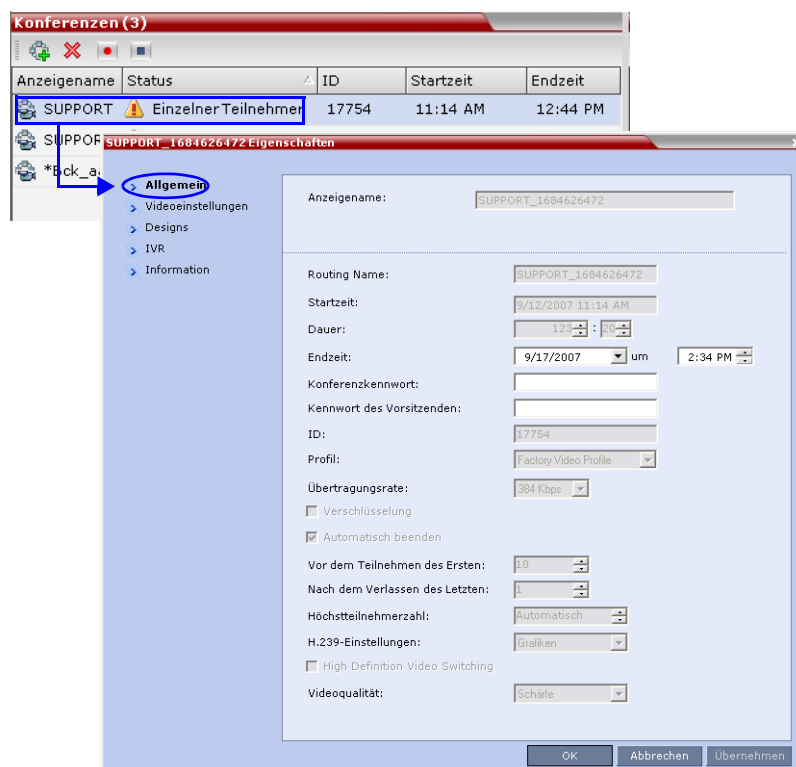 Konferenzen (3)
Anzeigename Status ID Startzeit Endzeit
SUPPORT Einzelner Teilnehmer 17754 11:14 AM 12:44 PM
SUPPOR
*Bck_a
SUPPORT_1684626472 Eigenschaften
Allgemein
Videoeinstellungen
Designs
IVR
Information
Anzeigename: SUPPORT_1684626472
Routing Name: SUPPORT_1684626472
Startzeit: 9/12/2007 11:14 AM
Dauer: 123 : 20
Endzeit: 9/17/2007 um 2:34 PM
Konferenzkennwort:
Kennwort des Vorsitzenden:
ID: 17754
Profil: Factory Video Profile
Übertragungsrate: 384 Kbps
Verschlüsselung
Automatisch beenden
Vor dem Teilnehmen des Ersten: 10
Nach dem Verlassen des Letzten: 1
Höchstteilnehmerzahl: Automatisch
H.239-Einstellungen: Grafiken
High Definition Video Switching
Videoqualität: Schärfe
OK Abbrechen Übernehmen